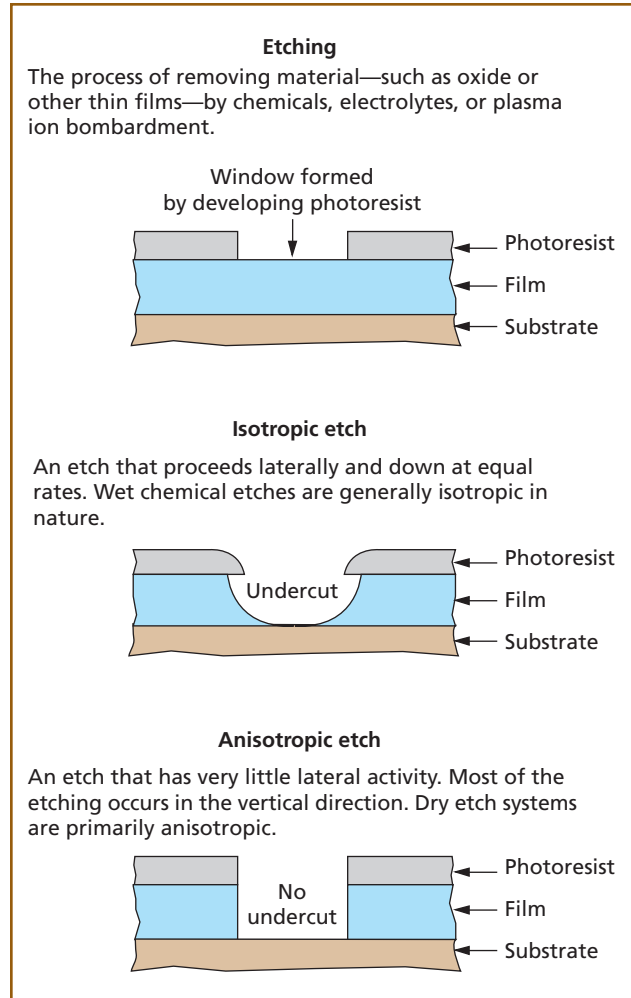 Etching
The process of removing material—such as oxide or
other thin films—by chemicals, electrolytes, or plasma
ion bombardment.
Window formed
by developing photoresist
Photoresist
Film
Substrate
Isotropic etch
An etch that proceeds laterally and down at equal
rates. Wet chemical etches are generally isotropic in
nature.
Photoresist
Undercut
Film
Substrate
Anisotropic etch
An etch that has very little lateral activity. Most of the
etching occurs in the vertical direction. Dry etch systems
are primarily anisotropic.
Photoresist
No
undercut
Film
Substrate